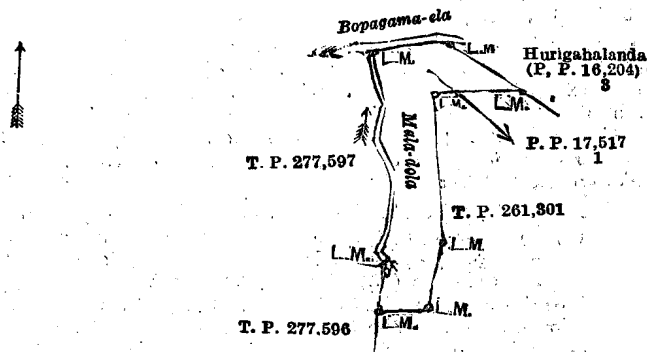 Bopagama-ela
L.M.
L.M.
Hurigahalanda
(P, P. 16,204)
3
L.M.
L.M.
Mala-dola
P. P. 17,517
1
T. P. 277,597
T. P. 261,301
L.M.
L.M.
L.M.
L.M.
T. P. 277,596